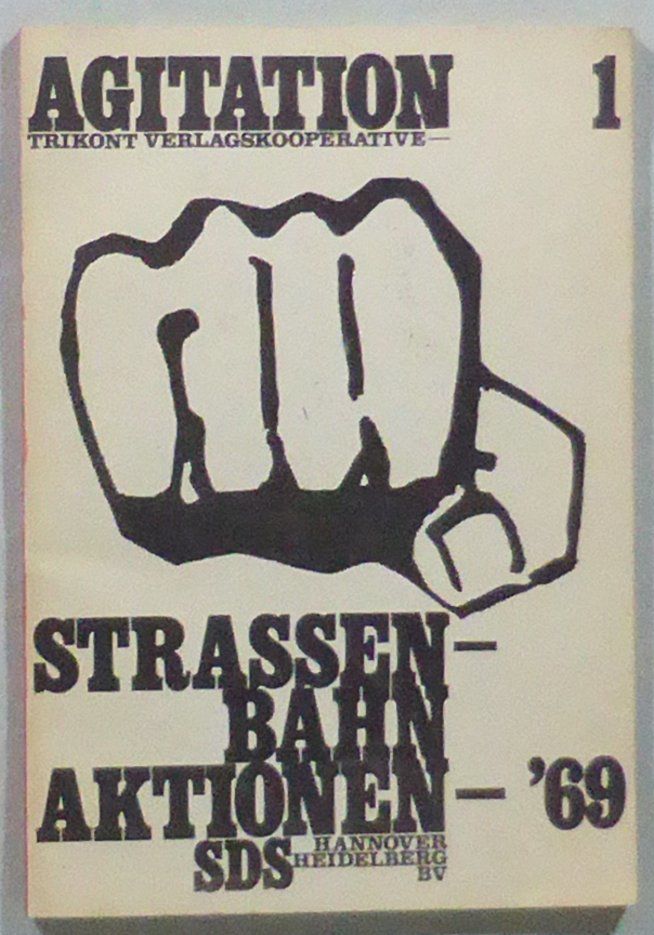 AGITATION 1
TRIKONT VERLAGSKOOPERATIVE—
STRASSEN—
BAHN
AKTIONEN—'69
SDS HANNOVER
HEIDELBERG
BV